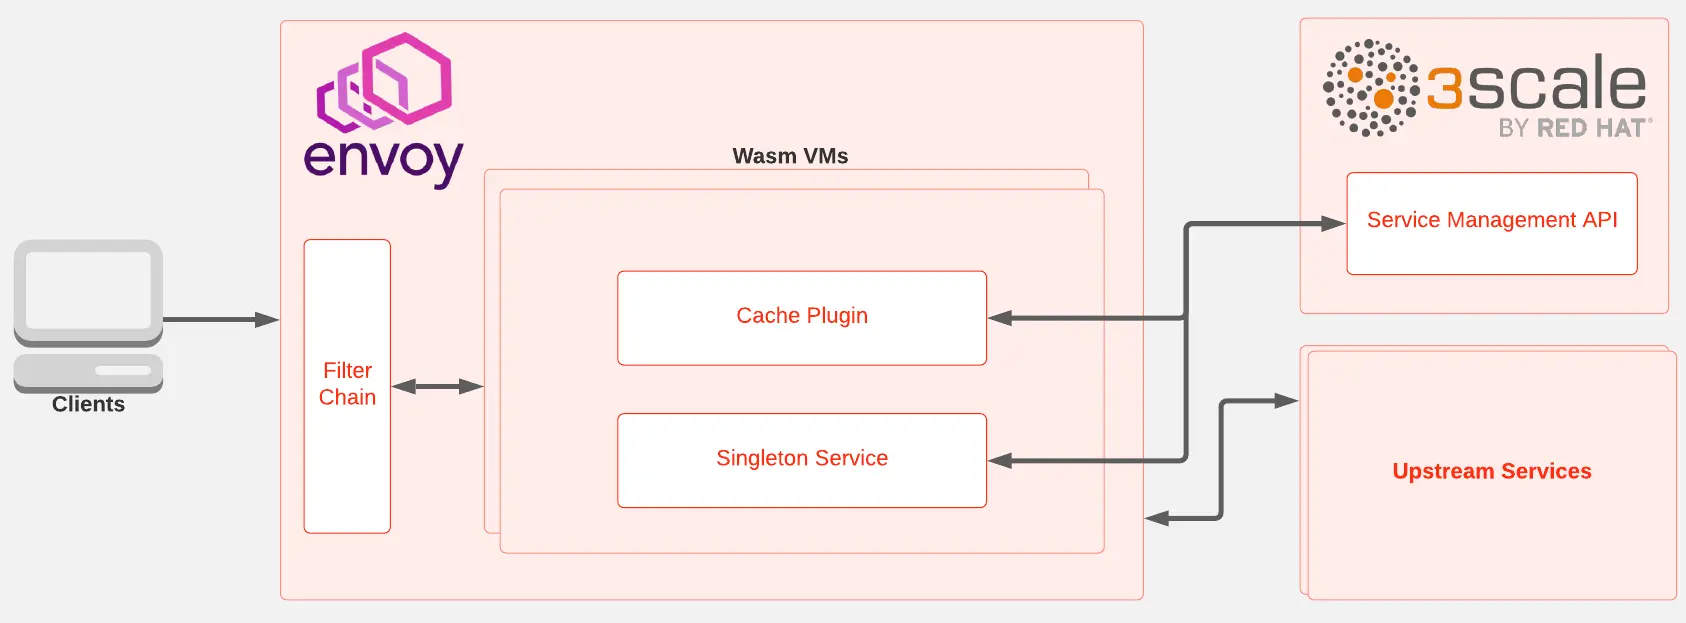 envoy
Wasm VMs
3scale
BY RED HAT®
Service Management API
Cache Plugin
Filter
Chain
Clients
Singleton Service
Upstream Services